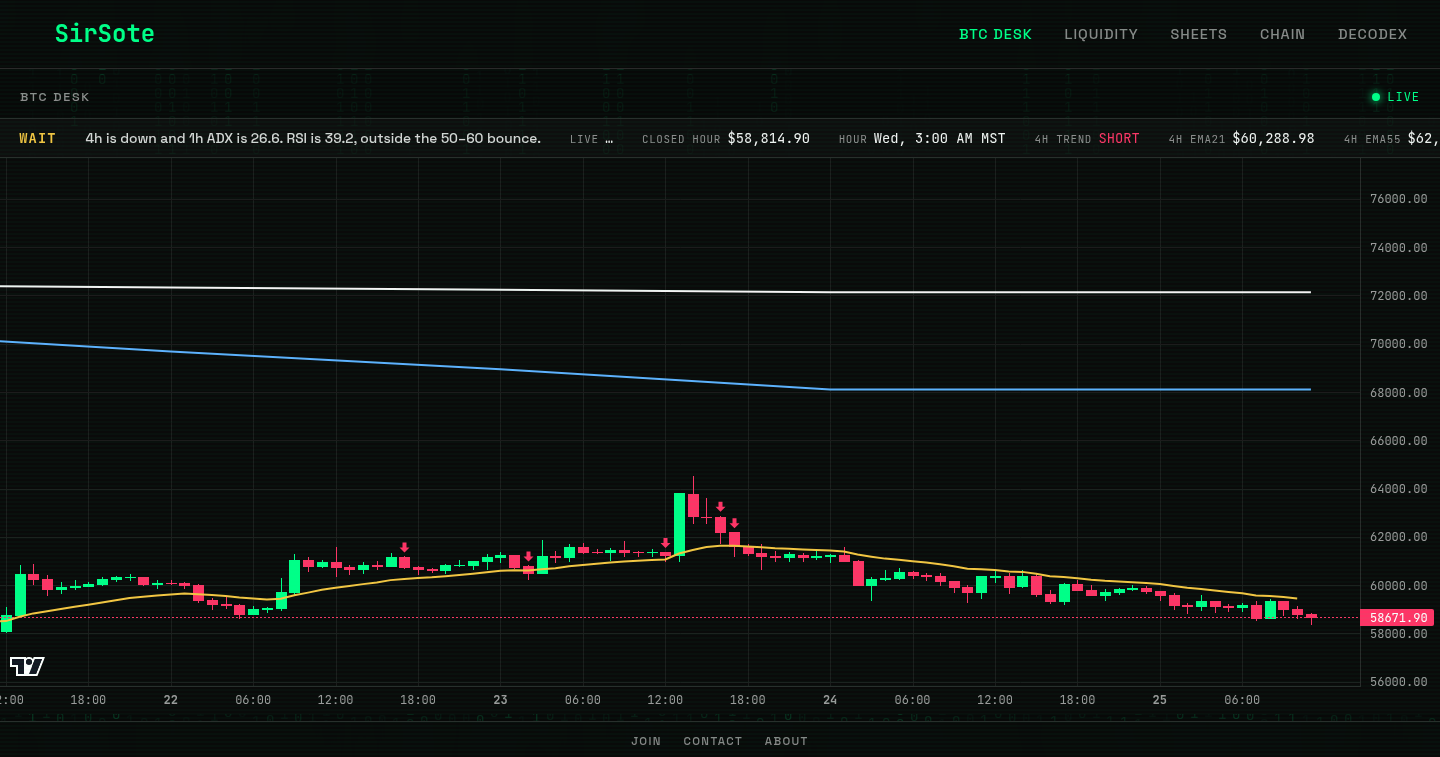 SirSote
BTC DESK LIQUIDITY SHEETS CHAIN DECODEX
BTC DESK LIVE
WAIT 4h is down and 1h ADX is 26.6. RSI is 39.2, outside the 50–60 bounce. LIVE … CLOSED HOUR $58,814.90 HOUR Wed, 3:00 AM MST 4H TREND SHORT 4H EMA21 $60,288.98 4H EMA55 $62,
76000.00
74000.00
72000.00
70000.00
68000.00
66000.00
64000.00
62000.00
60000.00
58671.90
58000.00
56000.00
2:00 18:00 22 06:00 12:00 18:00 23 06:00 12:00 18:00 24 06:00 12:00 18:00 25 06:00
JOIN CONTACT ABOUT